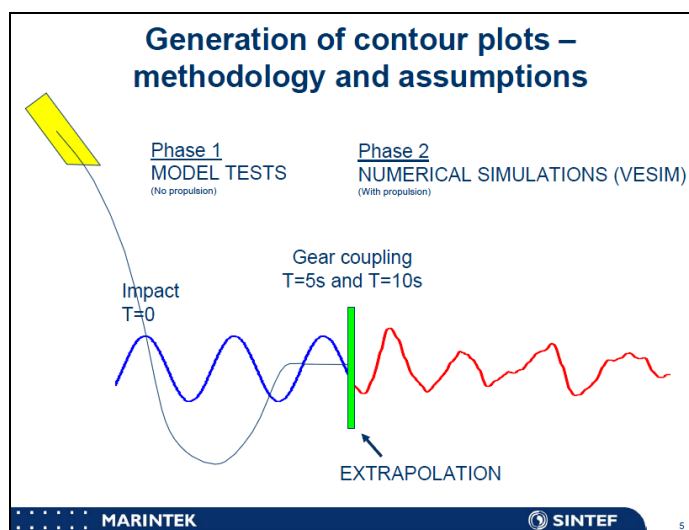 Generation of contour plots –
methodology and assumptions
Phase 1
MODEL TESTS
(No propulsion)
Phase 2
NUMERICAL SIMULATIONS (VESIM)
(With propulsion)
Gear coupling
T=5s and T=10s
Impact
T=0
EXTRAPOLATION
MARINTEK
SINTEF
5